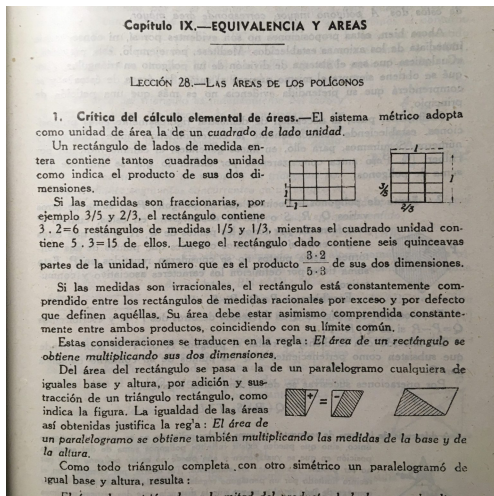 Capítulo IX.—EQUIVALENCIA Y AREAS
LECCIÓN 28.—LAS ÁREAS DE LOS POLÍGONOS
1. Crítica del cálculo elemental de áreas.—El sistema métrico adopta
como unidad de área la de un cuadrado de lado unidad.
Un rectángulo de lados de medida en-
tera contiene tantos cuadrados unidad
como indica el producto de sus dos di-
mensiones.
Si las medidas son fraccionarias, por
ejemplo 3/5 y 2/3, el rectángulo contiene
1
1
1
1
3/5
2/3
3 . 2=6 restángulos de medidas 1/5 y 1/3, mientras el cuadrado unidad con-
tiene 5 . 3=15 de ellos. Luego el rectángulo dado contiene seis quinceavas
partes de la unidad, número que es el producto 3·2/5·3 de sus dos dimensiones.
Si las medidas son irracionales, el rectángulo está constantemente com-
prendido entre los rectángulos de medidas racionales por exceso y por defecto
que definen aquéllas. Su área debe estar asimismo comprendida constante-
mente entre ambos productos, coincidiendo con su límite común.
Estas consideraciones se traducen en la regla: El área de un rectángulo se
obtiene multiplicando sus dos dimensiones.
Del área del rectángulo se pasa a la de un paralelogramo cualquiera de
iguales base y altura, por adición y sus-
tracción de un triángulo rectángulo, como
indica la figura. La igualdad de las áreas
así obtenidas justifica la reg'a: El área de
+ = -
un paralelogramo se obtiene también multiplicando las medidas de la base y de
la altura.
Como todo triángulo completa con otro simétrico un paralelogramó de
igual base y altura, resulta: